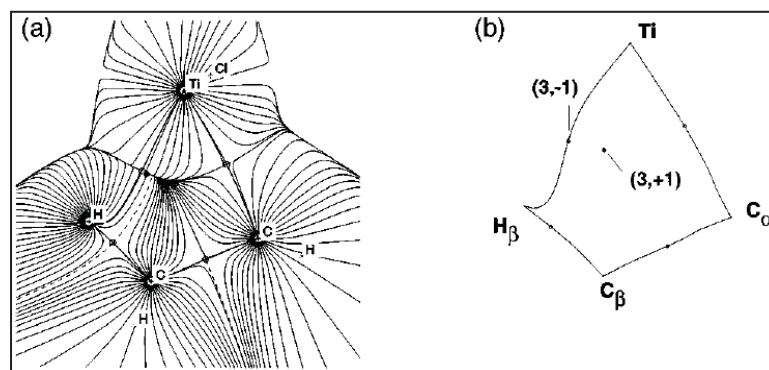 (a)
Cl
Ti
H
C
H
C
H
(b)
Ti
(3,-1)
(3,+1)
Hβ
Cα
Cβ